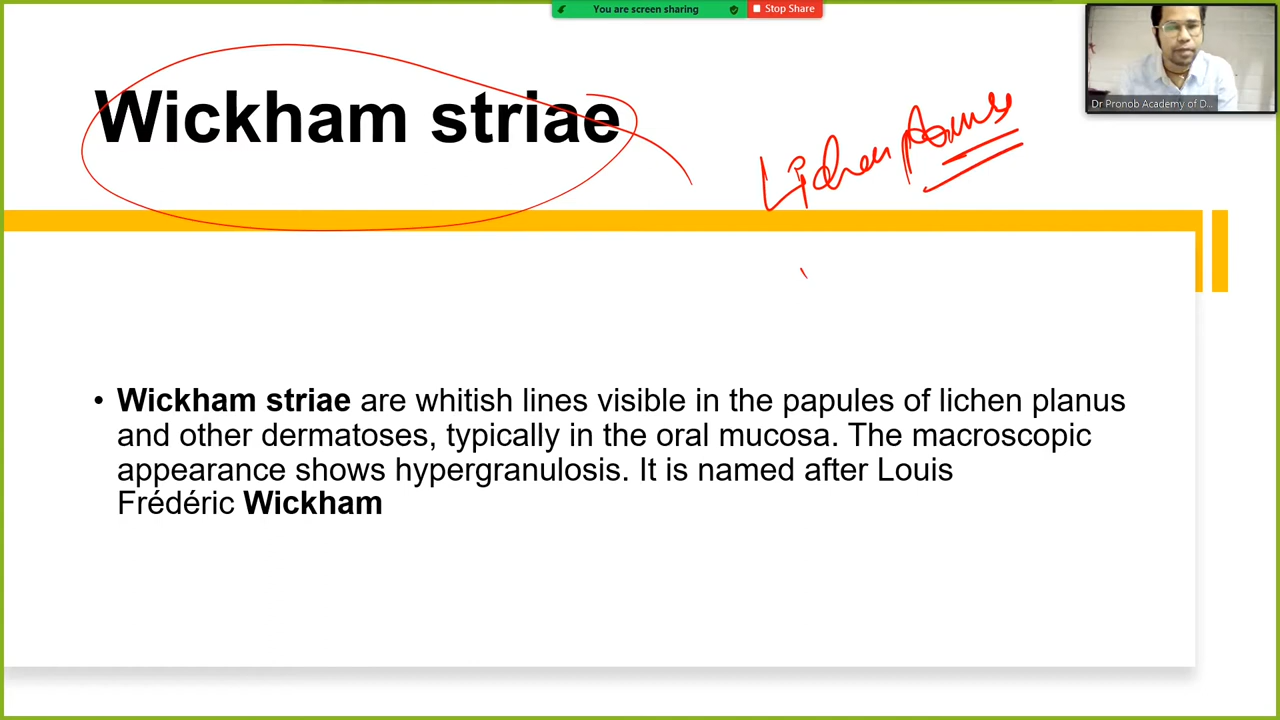 You are screen sharing
Stop Share
Wickham striae
Lichen planus
Dr Pronob Academy of D...
• Wickham striae are whitish lines visible in the papules of lichen planus
and other dermatoses, typically in the oral mucosa. The macroscopic
appearance shows hypergranulosis. It is named after Louis
Frédéric Wickham